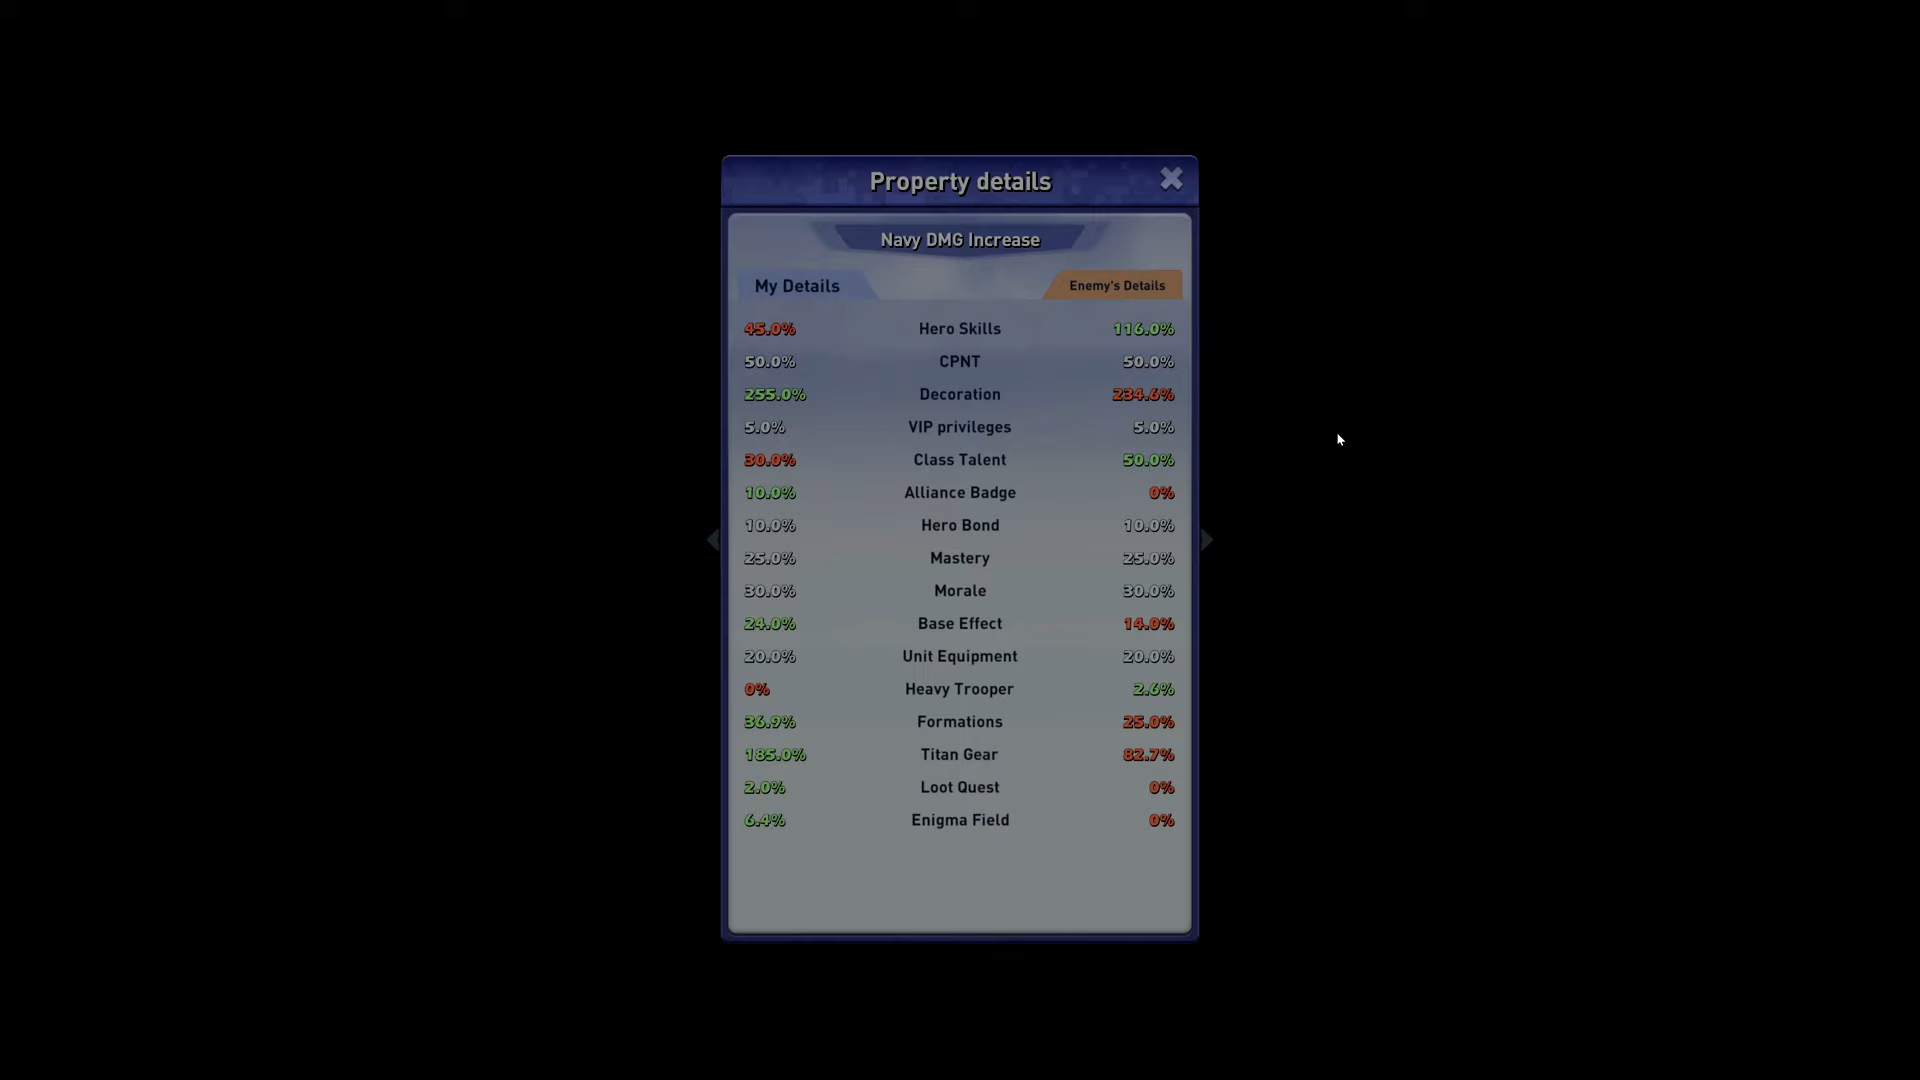 Property details
Navy DMG Increase
My Details Enemy's Details
45.0% Hero Skills 116.0%
50.0% CPNT 50.0%
255.0% Decoration 234.6%
5.0% VIP privileges 5.0%
30.0% Class Talent 50.0%
10.0% Alliance Badge 0%
10.0% Hero Bond 10.0%
25.0% Mastery 25.0%
30.0% Morale 30.0%
24.0% Base Effect 14.0%
20.0% Unit Equipment 20.0%
0% Heavy Trooper 2.6%
36.9% Formations 25.0%
185.0% Titan Gear 82.7%
2.0% Loot Quest 0%
6.4% Enigma Field 0%